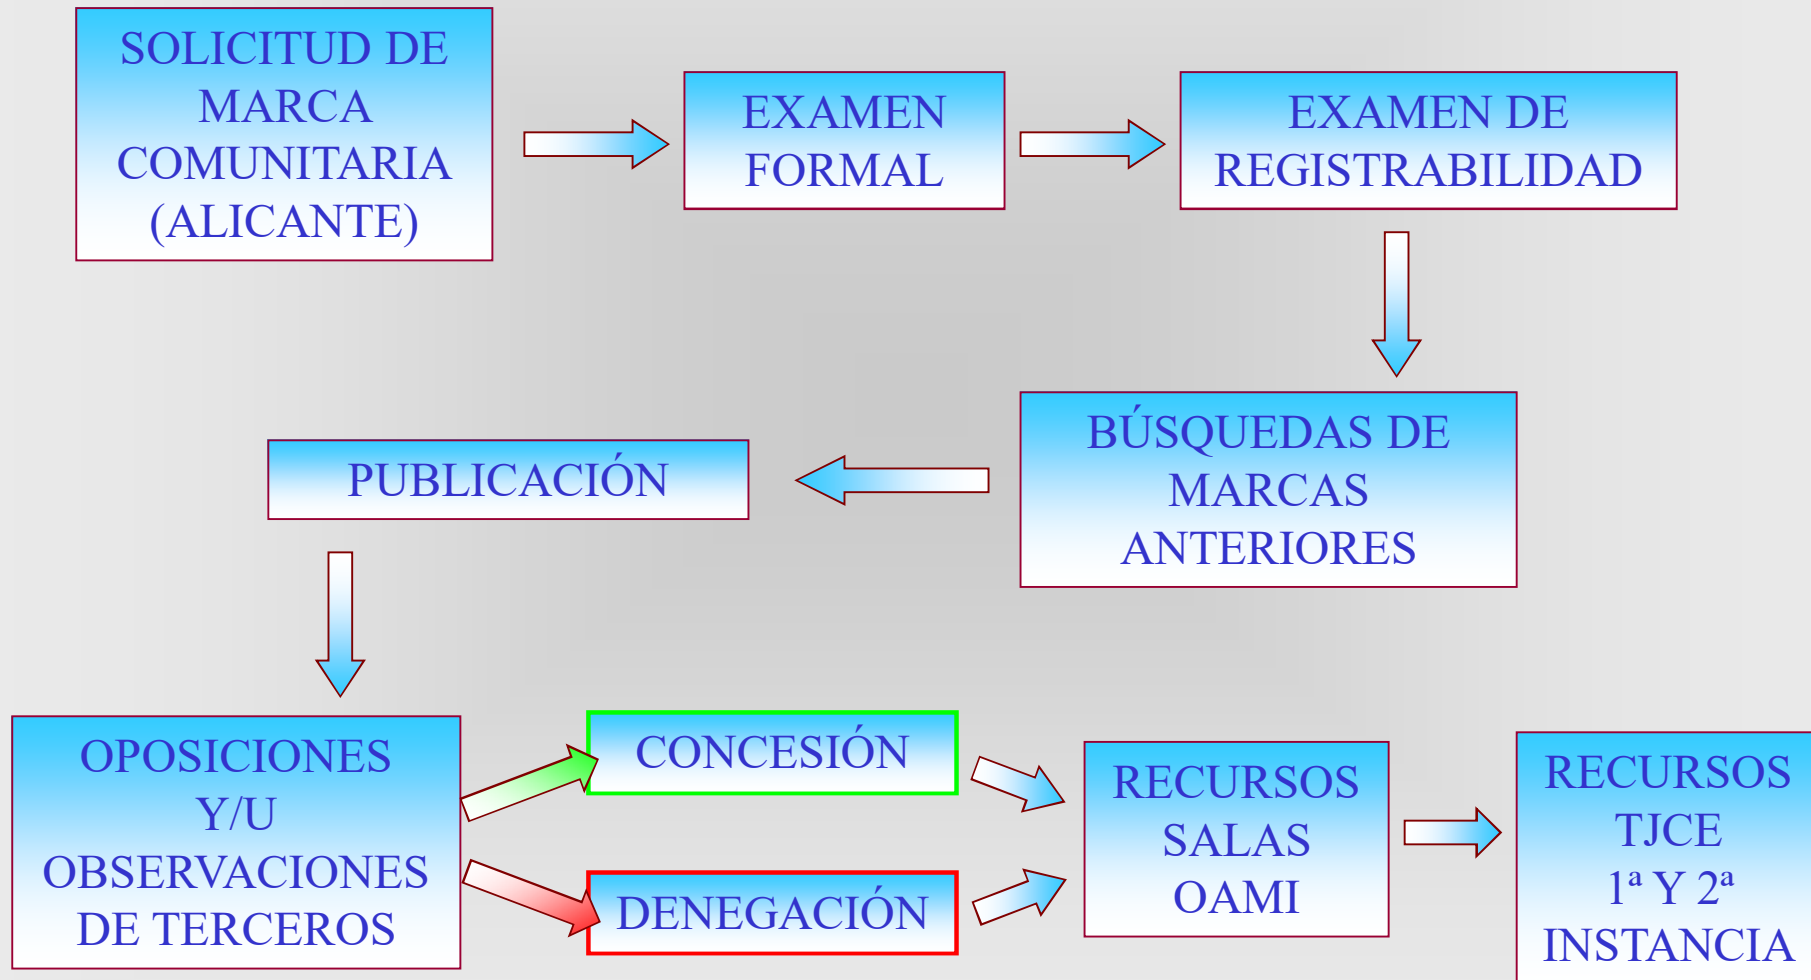 SOLICITUD DE
MARCA
COMUNITARIA
(ALICANTE)
EXAMEN
FORMAL
EXAMEN DE
REGISTRABILIDAD
BÚSQUEDAS DE
MARCAS
ANTERIORES
PUBLICACIÓN
OPOSICIONES
Y/U
OBSERVACIONES
DE TERCEROS
CONCESIÓN
DENEGACIÓN
RECURSOS
SALAS
OAMI
RECURSOS
TJCE
1ª Y 2ª
INSTANCIA